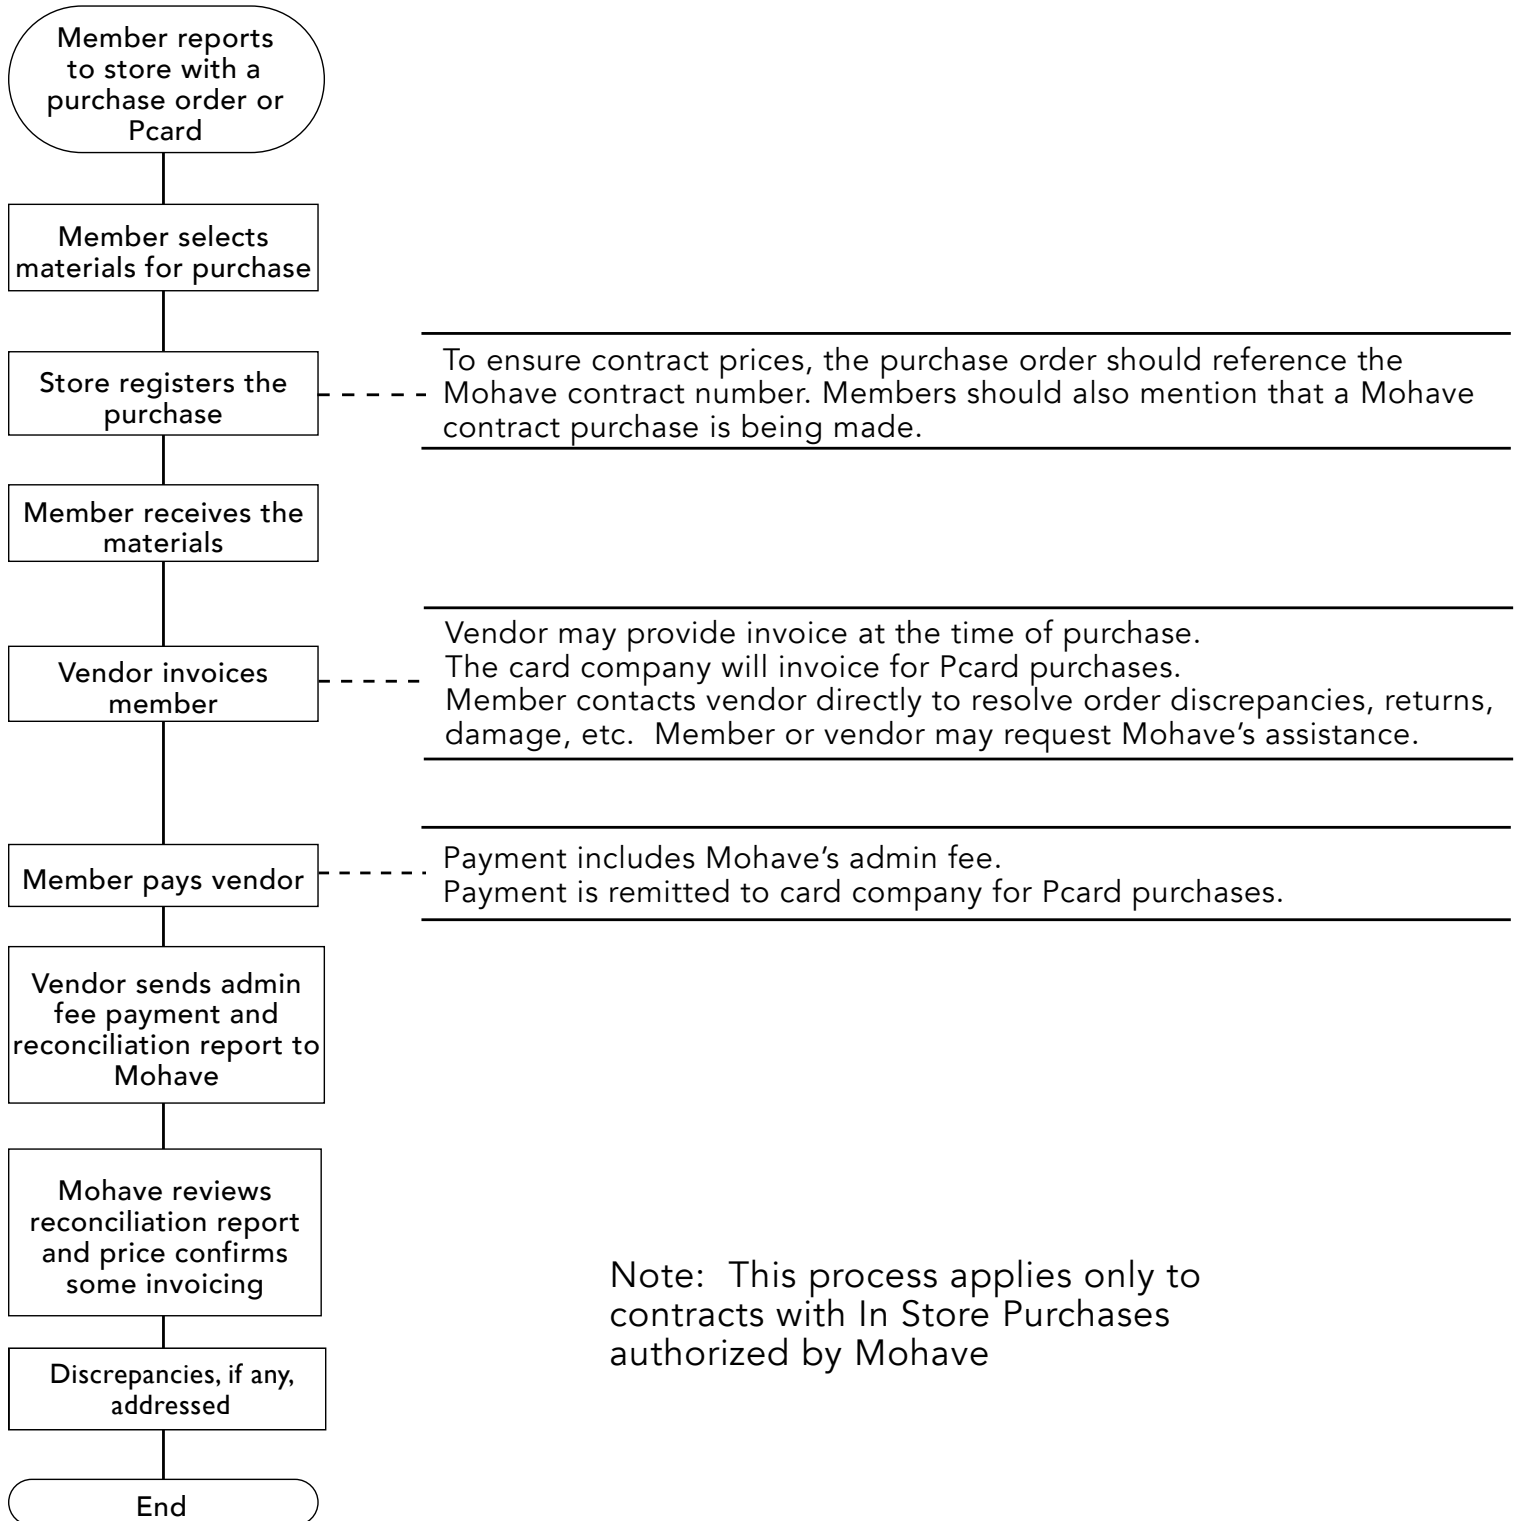 Member reports
to store with a
purchase order or
Pcard
Member selects
materials for purchase
Store registers the
purchase
To ensure contract prices, the purchase order should reference the
Mohave contract number. Members should also mention that a Mohave
contract purchase is being made.
Member receives the
materials
Vendor invoices
member
Vendor may provide invoice at the time of purchase.
The card company will invoice for Pcard purchases.
Member contacts vendor directly to resolve order discrepancies, returns,
damage, etc.  Member or vendor may request Mohave’s assistance.
Member pays vendor
Payment includes Mohave’s admin fee.
Payment is remitted to card company for Pcard purchases.
Vendor sends admin
fee payment and
reconciliation report to
Mohave
Mohave reviews
reconciliation report
and price confirms
some invoicing
Note:  This process applies only to
contracts with In Store Purchases
authorized by Mohave
Discrepancies, if any,
addressed
End